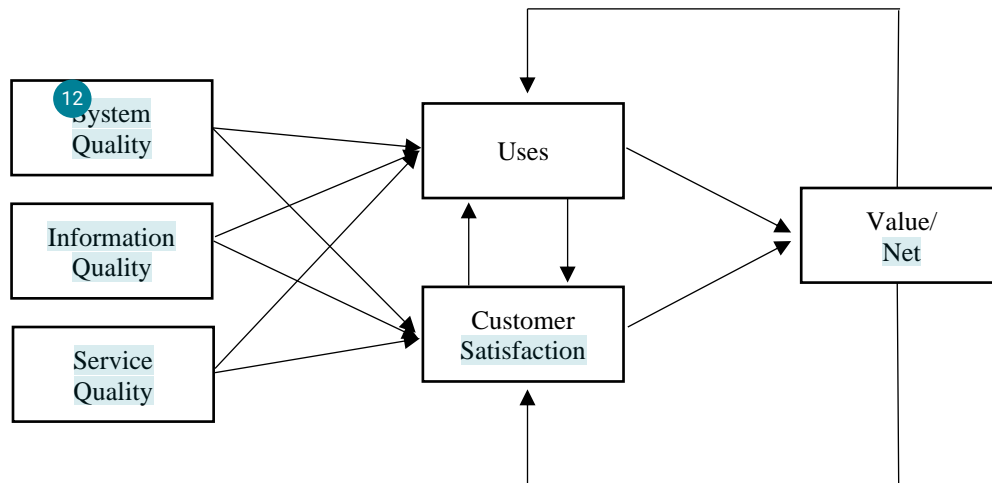 12
System
Quality
Uses
Information
Quality
Value/
Net
Customer
Satisfaction
Service
Quality